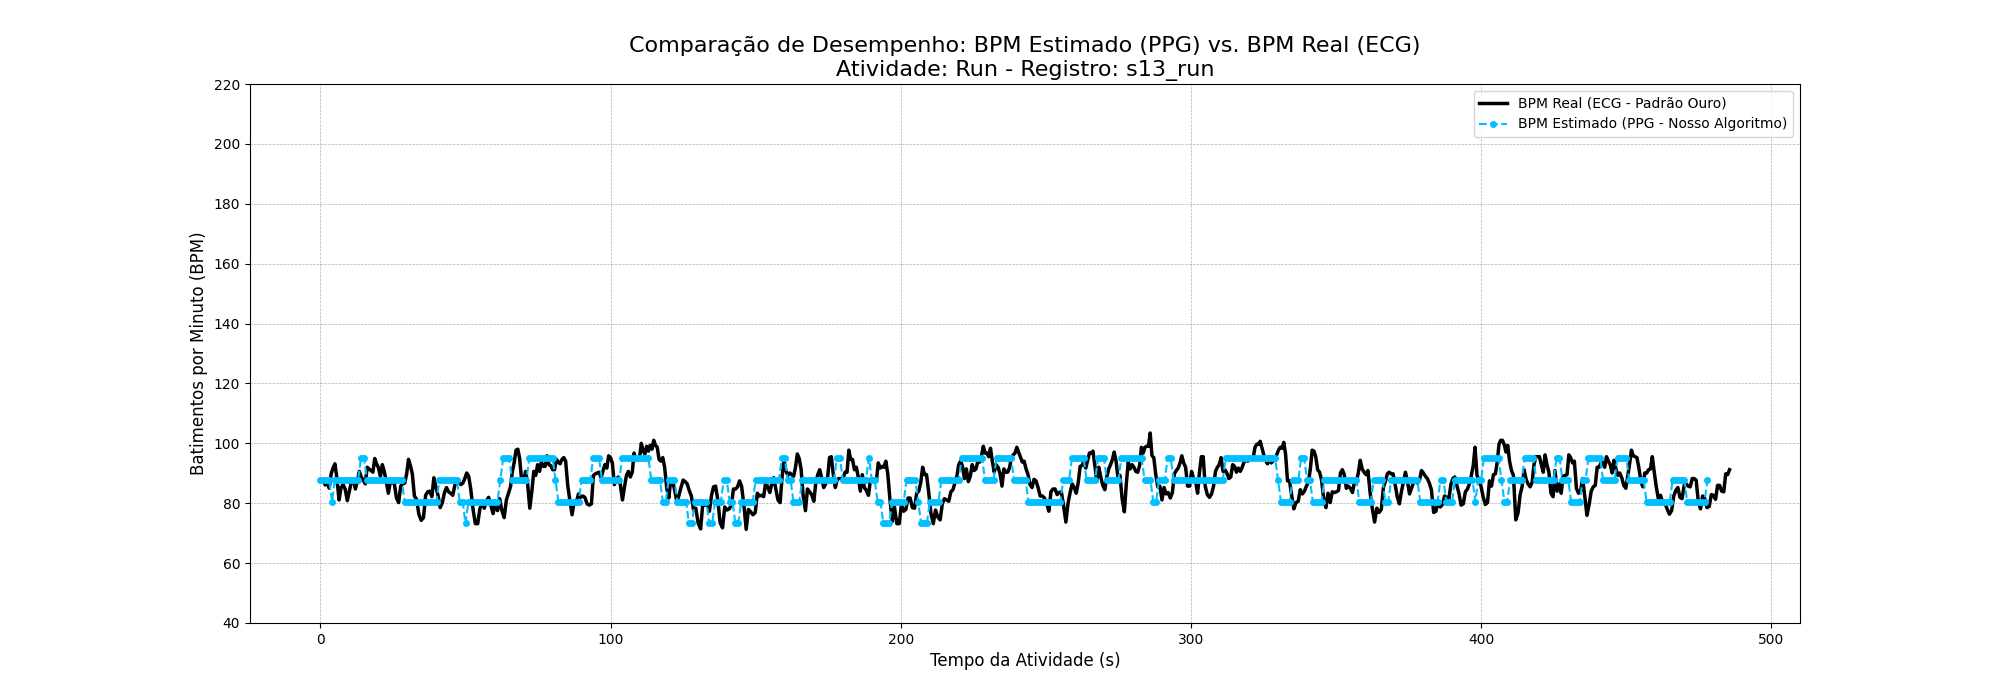 Comparação de Desempenho: BPM Estimado (PPG) vs. BPM Real (ECG)
Atividade: Run - Registro: s13_run
BPM Real (ECG - Padrão Ouro)
BPM Estimado (PPG - Nosso Algoritmo)
Batimentos por Minuto (BPM)
220
200
180
160
140
120
100
80
60
40
0 100 200 300 400 500
Tempo da Atividade (s)